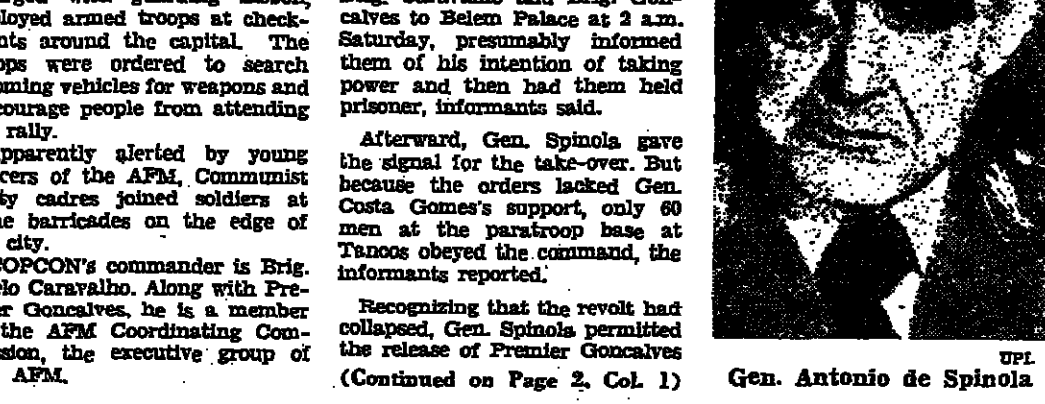 loyed armed troops at check-
nts around the capital. The
ops were ordered to search
oming vehicles for weapons and
courage people from attending
rally.
pparently alerted by young
cers of the AFM, Communist
ty cadres joined soldiers at
e barricades on the edge of
city.
OPCON's commander is Brig.
lo Caravalho. Along with Pre-
er Goncalves, he is a member
the AFM Coordinating Com-
ssion, the executive group of
AFM.
calves to Belem Palace at 2 a.m.
Saturday, presumably informed
them of his intention of taking
power and then had them held
prisoner, informants said.
Afterward, Gen. Spinola gave
the signal for the take-over. But
because the orders lacked Gen.
Costa Gomes's support, only 60
men at the paratroop base at
Tancos obeyed the command, the
informants reported.
Recognizing that the revolt had
collapsed, Gen. Spinola permitted
the release of Premier Goncalves
(Continued on Page 2, Col. 1)
UPI.
Gen. Antonio de Spinola